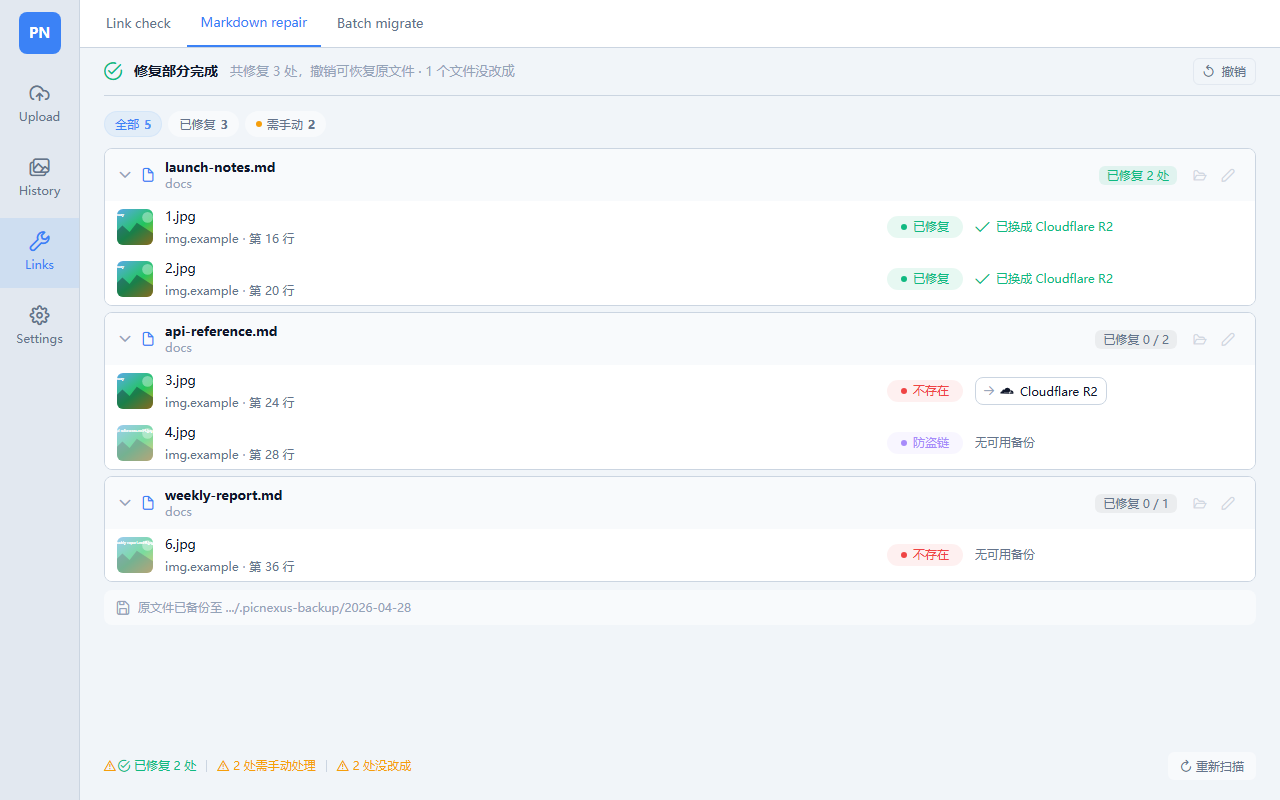 PN
Upload
History
Links
Settings
Link check
Markdown repair
Batch migrate
修复部分完成 共修复 3 处，撤销可恢复原文件 · 1 个文件没改成
撤销
全部 5
已修复 3
需手动 2
launch-notes.md
docs
已修复 2 处
1.jpg
img.example · 第 16 行
已修复
已换成 Cloudflare R2
2.jpg
img.example · 第 20 行
已修复
已换成 Cloudflare R2
api-reference.md
docs
已修复 0 / 2
3.jpg
img.example · 第 24 行
不存在
Cloudflare R2
4.jpg
img.example · 第 28 行
防盗链
无可用备份
weekly-report.md
docs
已修复 0 / 1
6.jpg
img.example · 第 36 行
不存在
无可用备份
原文件已备份至 .../.picnexus-backup/2026-04-28
已修复 2 处
2 处需手动处理
2 处没改成
重新扫描